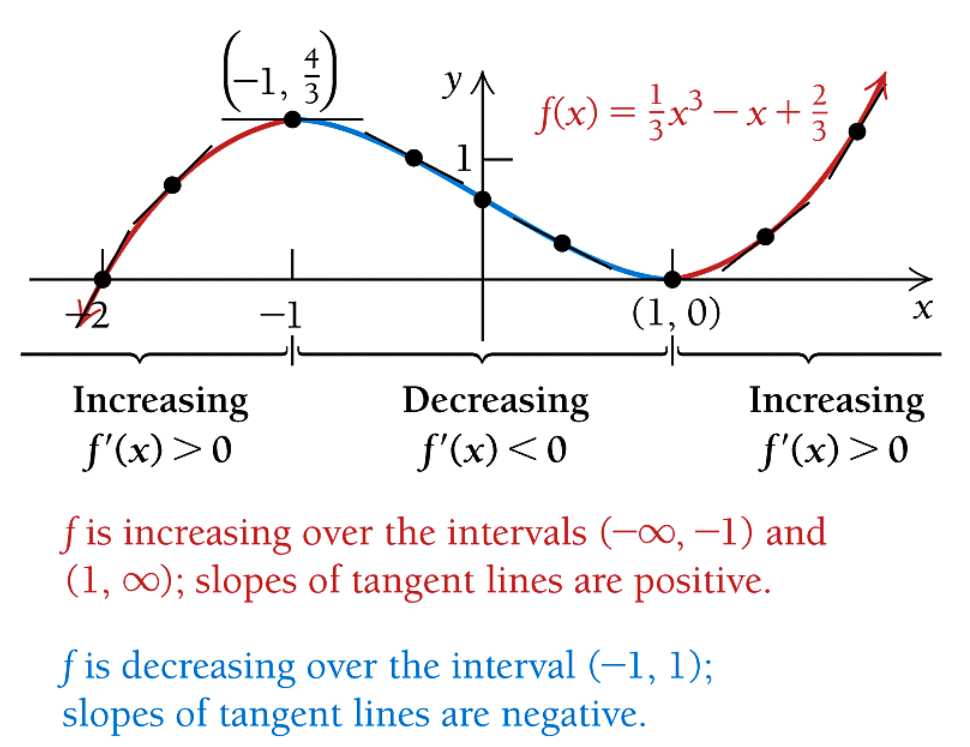 (−1, 4/3)
y
f(x) = 1/3 x³ − x + 2/3
1
−2
−1
(1, 0)
x
Increasing Decreasing Increasing
f′(x) > 0 f′(x) < 0 f′(x) > 0
f is increasing over the intervals (−∞, −1) and
(1, ∞); slopes of tangent lines are positive.
f is decreasing over the interval (−1, 1);
slopes of tangent lines are negative.